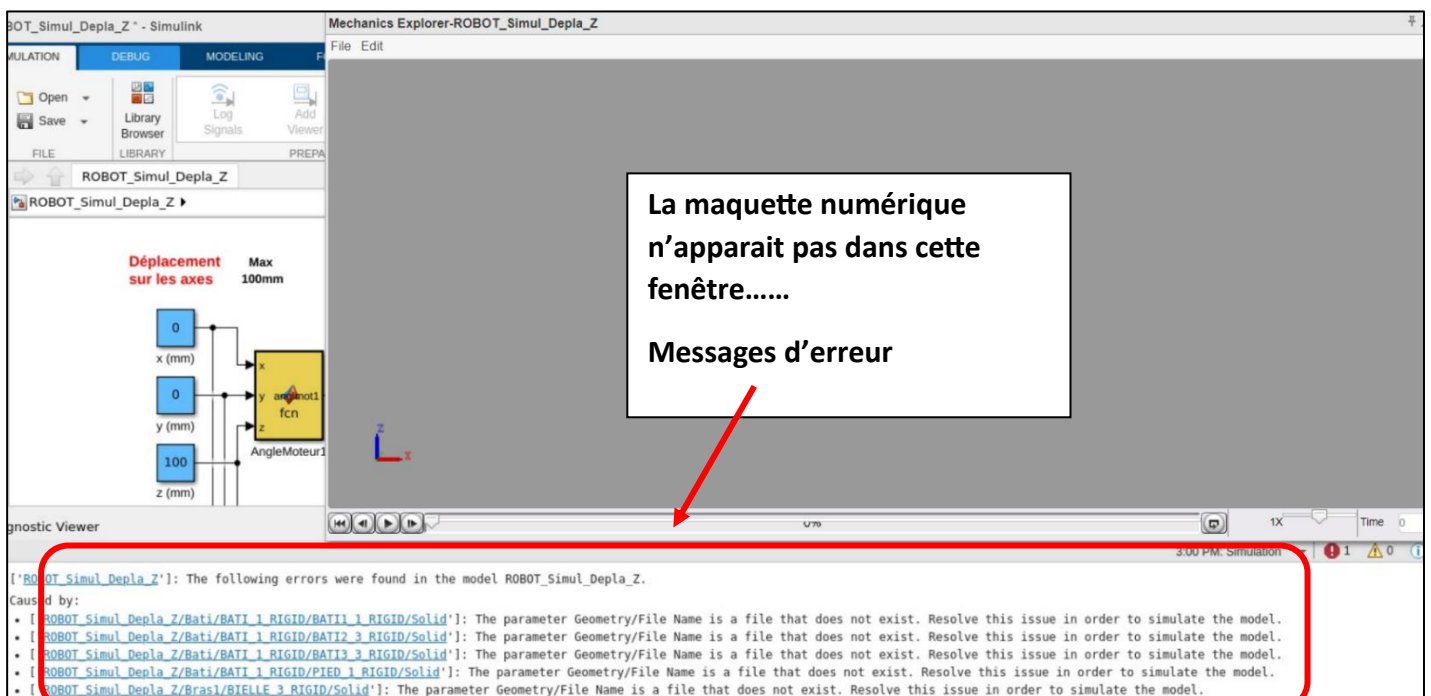 BOT_Simul_Depla_Z * - Simulink
Mechanics Explorer-ROBOT_Simul_Depla_Z
MULATION DEBUG MODELING F
File Edit
Open
Save
Library
Browser
Log
Signals
Add
Viewer
FILE LIBRARY PREPA
ROBOT_Simul_Depla_Z
ROBOT_Simul_Depla_Z
La maquette numérique
n’apparait pas dans cette
fenêtre……
Messages d’erreur
Déplacement
sur les axes
Max
100mm
0
x (mm)
0
y (mm)
100
z (mm)
x
y
z
fcn
AngleMoteur1
z
x
gnostic Viewer
0%
1X
Time 0
3:00 PM: Simulation 1 0
['ROBOT_Simul_Depla_Z']: The following errors were found in the model ROBOT_Simul_Depla_Z.
Caused by:
• ['ROBOT_Simul_Depla_Z/Bati/BATI_1_RIGID/BATI1_1_RIGID/Solid']: The parameter Geometry/File Name is a file that does not exist. Resolve this issue in order to simulate the model.
• ['ROBOT_Simul_Depla_Z/Bati/BATI_1_RIGID/BATI2_3_RIGID/Solid']: The parameter Geometry/File Name is a file that does not exist. Resolve this issue in order to simulate the model.
• ['ROBOT_Simul_Depla_Z/Bati/BATI_1_RIGID/BATI3_3_RIGID/Solid']: The parameter Geometry/File Name is a file that does not exist. Resolve this issue in order to simulate the model.
• ['ROBOT_Simul_Depla_Z/Bati/BATI_1_RIGID/PIED_1_RIGID/Solid']: The parameter Geometry/File Name is a file that does not exist. Resolve this issue in order to simulate the model.
• ['ROBOT_Simul_Depla_Z/Bras1/BIELLE_3_RIGID/Solid']: The parameter Geometry/File Name is a file that does not exist. Resolve this issue in order to simulate the model.